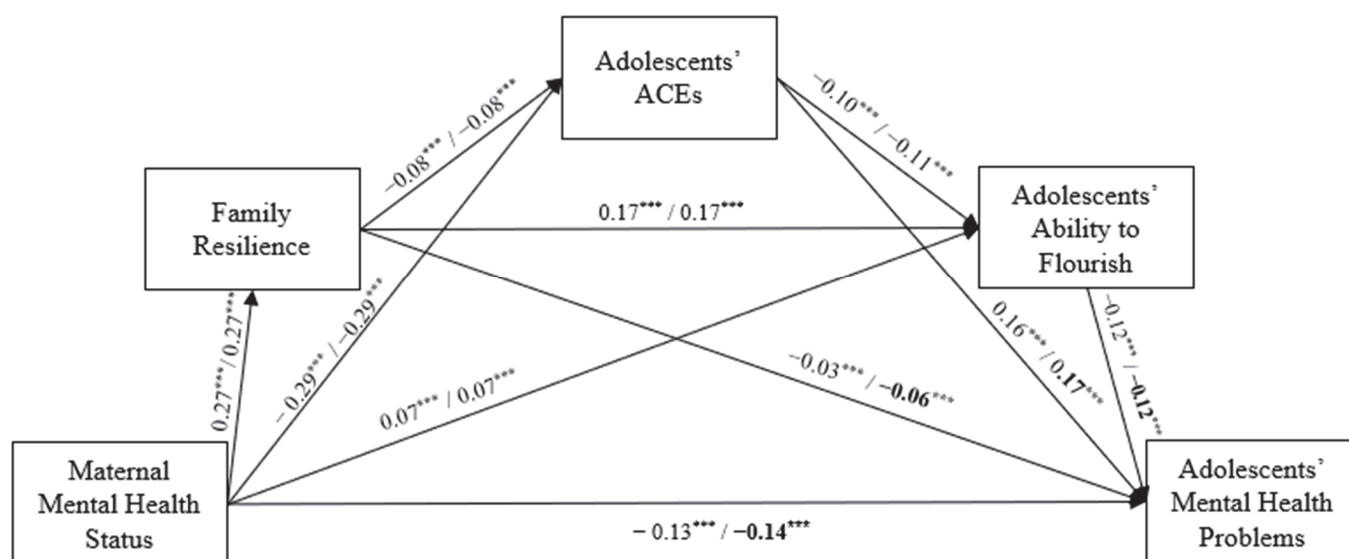 Adolescents’
ACEs
−0.08*** / −0.08***
−0.10*** / −0.11***
Family
Resilience
0.17*** / 0.17***
Adolescents’
Ability to
Flourish
0.27***/ 0.27***
− 0.29*** / −0.29***
0.07*** / 0.07***
−0.03*** / −0.06***
0.16*** / 0.17***
−0.12*** / −0.12***
Maternal
Mental Health
Status
− 0.13*** / −0.14***
Adolescents’
Mental Health
Problems